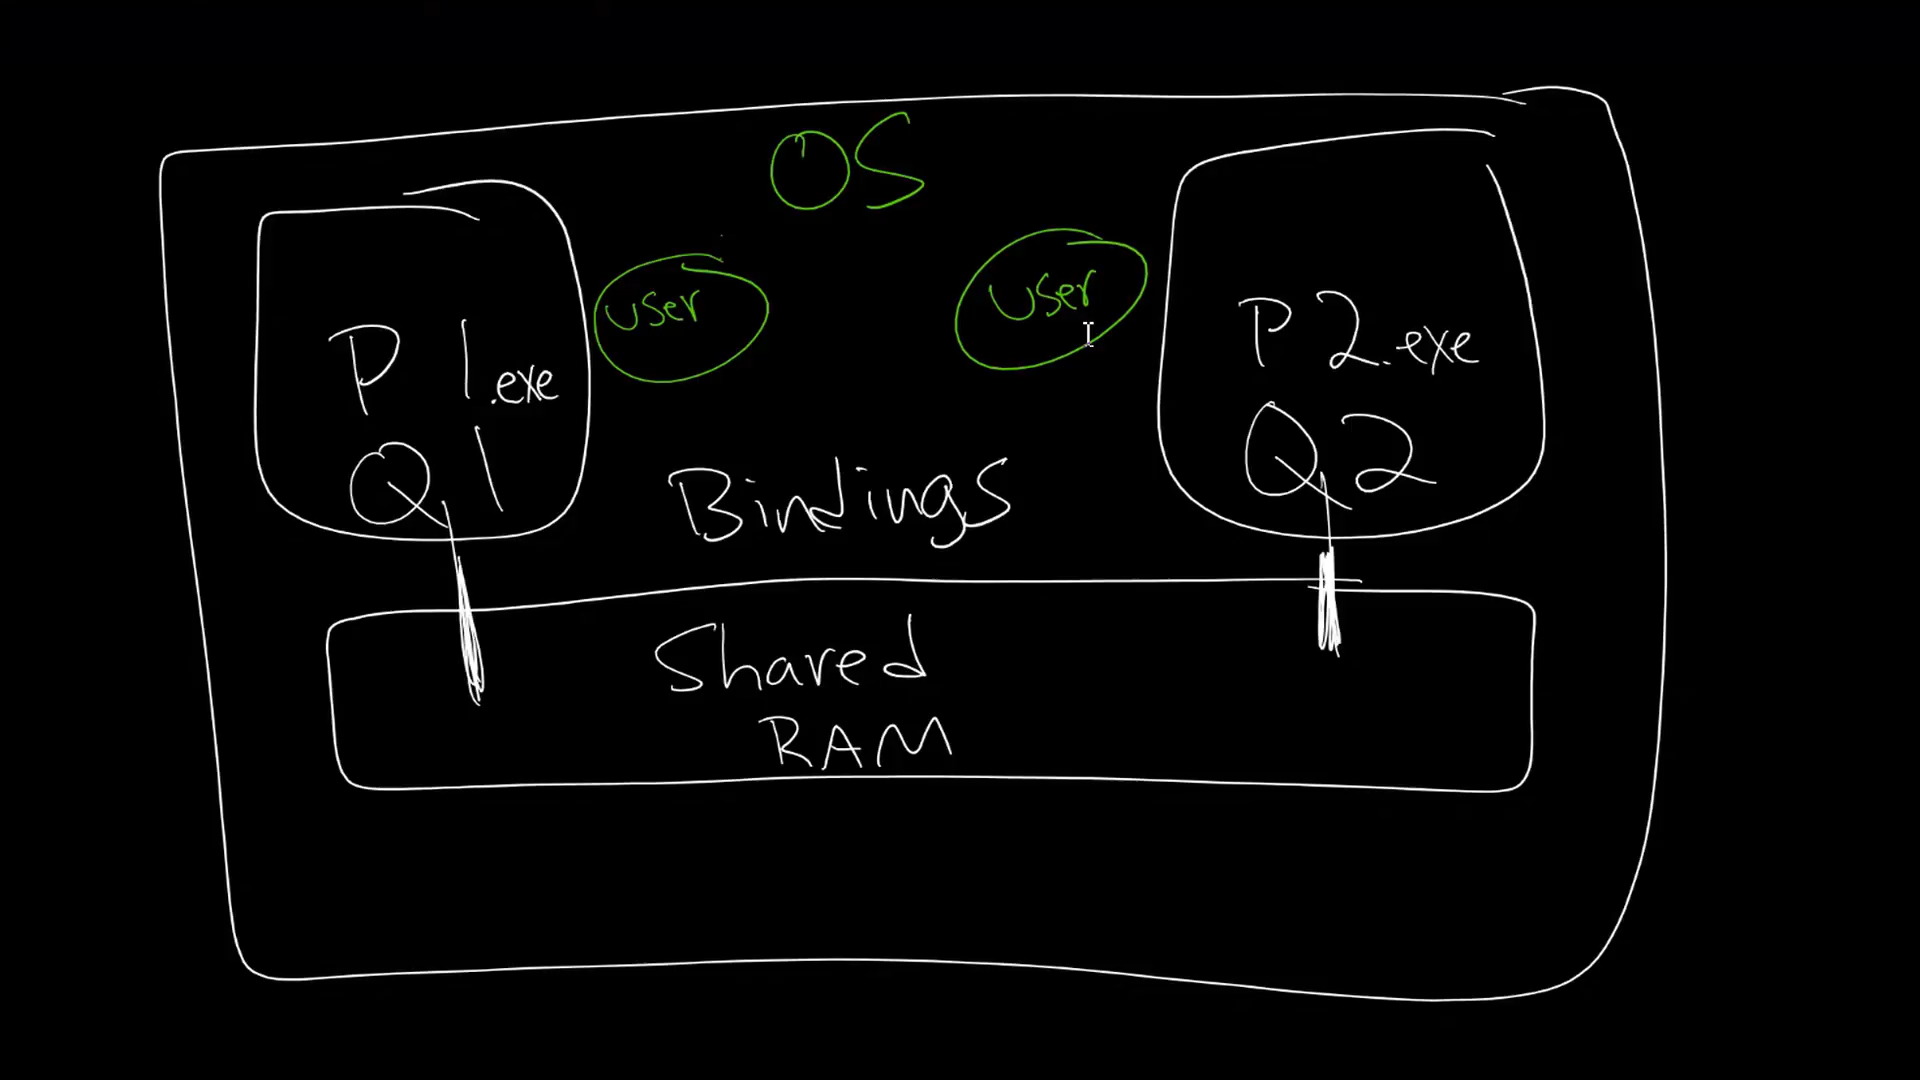 OS
user
user
P1.exe
Q1
P2.exe
Q2
Bindings
Shared
RAM